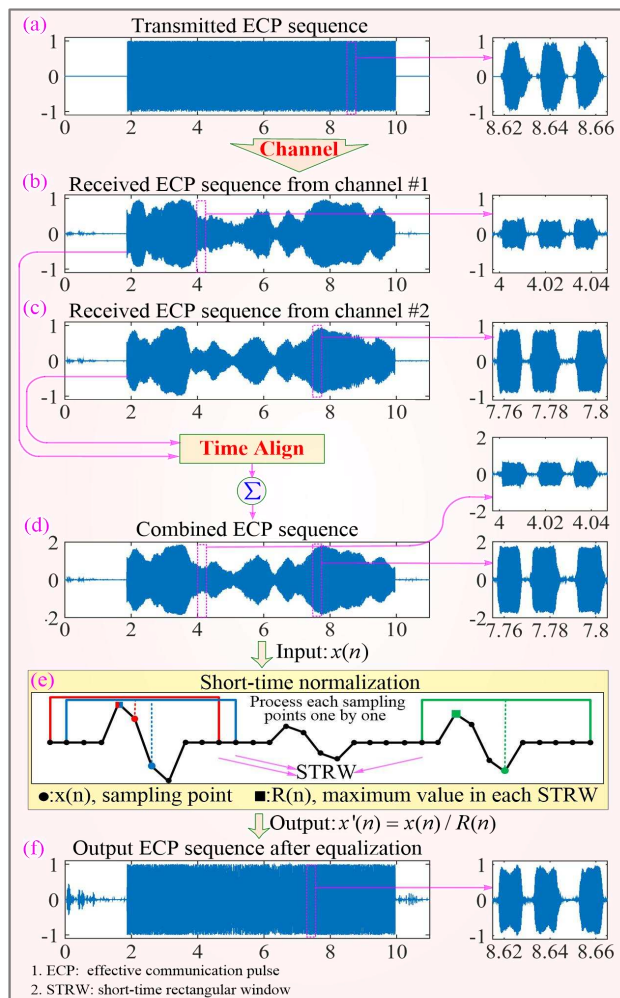 (a)
Transmitted ECP sequence
1
0
-1
0 2 4 6 8 10
1
0
-1
8.62 8.64 8.66
Channel
(b)
Received ECP sequence from channel #1
1
0
-1
0 2 4 6 8 10
1
0
-1
4 4.02 4.04
(c)
Received ECP sequence from channel #2
1
0
-1
0 2 4 6 8 10
1
0
-1
7.76 7.78 7.8
Time Align
Σ
2
0
-2
4 4.02 4.04
(d)
Combined ECP sequence
2
0
-2
0 2 4 6 8 10
2
0
-2
7.76 7.78 7.8
Input: x(n)
(e)
Short-time normalization
Process each sampling
points one by one
STRW
●:x(n), sampling point ■:R(n), maximum value in each STRW
Output: x'(n) = x(n) / R(n)
(f)
Output ECP sequence after equalization
1
0
-1
0 2 4 6 8 10
1
0
-1
8.62 8.64 8.66
1. ECP: effective communication pulse
2. STRW: short-time rectangular window